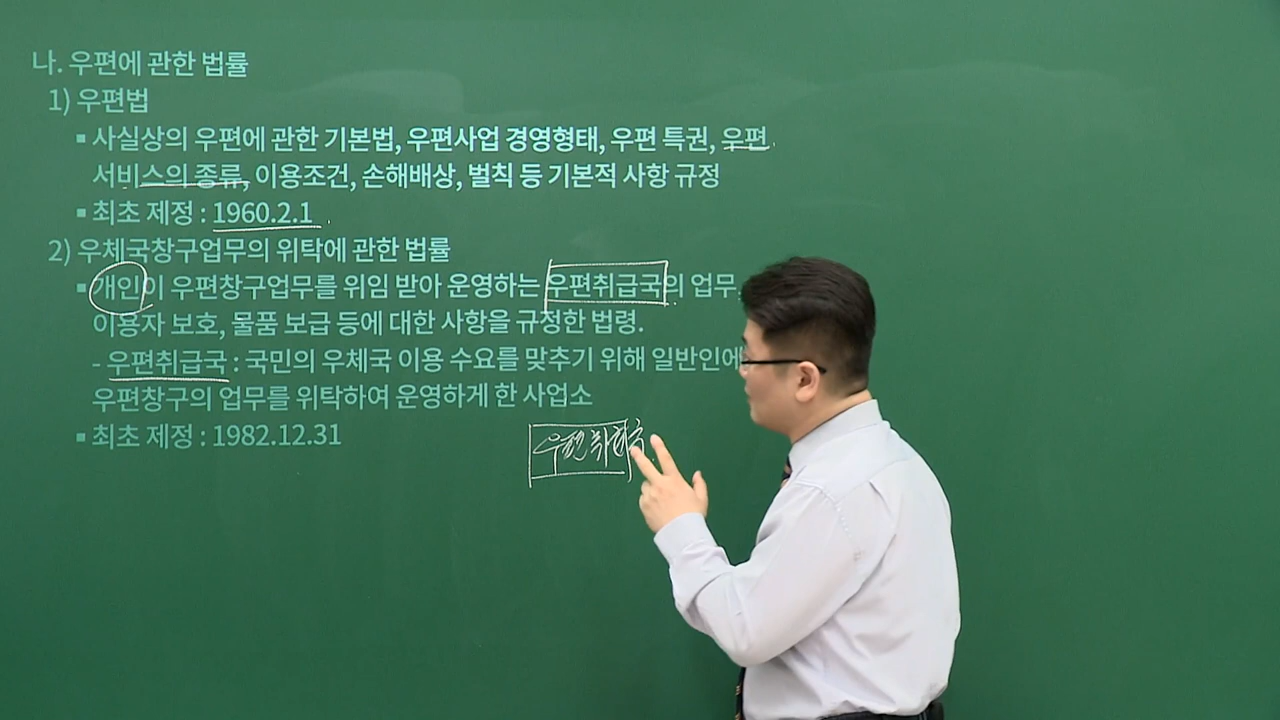 나. 우편에 관한 법률
1) 우편법
▪ 사실상의 우편에 관한 기본법, 우편사업 경영형태, 우편 특권, 우편
서비스의 종류, 이용조건, 손해배상, 벌칙 등 기본적 사항 규정
▪ 최초 제정 : 1960.2.1
2) 우체국창구업무의 위탁에 관한 법률
▪ 개인이 우편창구업무를 위임 받아 운영하는 우편취급국의 업무,
이용자 보호, 물품 보급 등에 대한 사항을 규정한 법령.
- 우편취급국 : 국민의 우체국 이용 수요를 맞추기 위해 일반인에
우편창구의 업무를 위탁하여 운영하게 한 사업소
▪ 최초 제정 : 1982.12.31
우편취급국